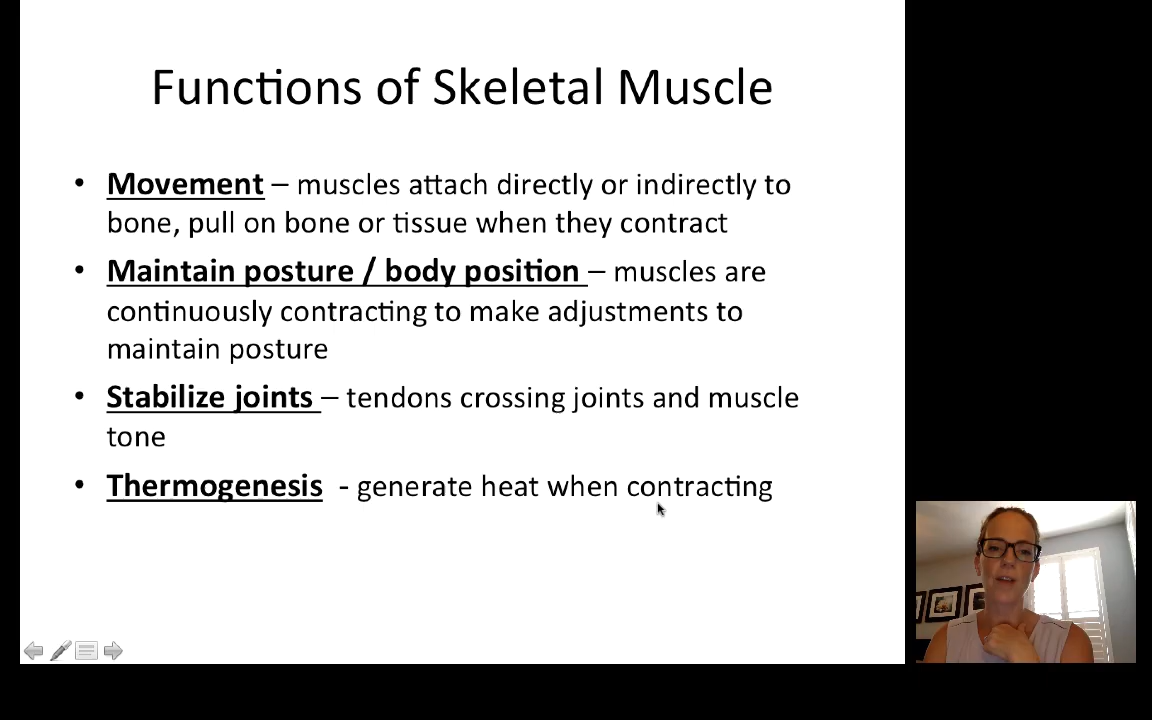 Functions of Skeletal Muscle
• Movement – muscles attach directly or indirectly to
bone, pull on bone or tissue when they contract
• Maintain posture / body position – muscles are
continuously contracting to make adjustments to
maintain posture
• Stabilize joints – tendons crossing joints and muscle
tone
• Thermogenesis - generate heat when contracting